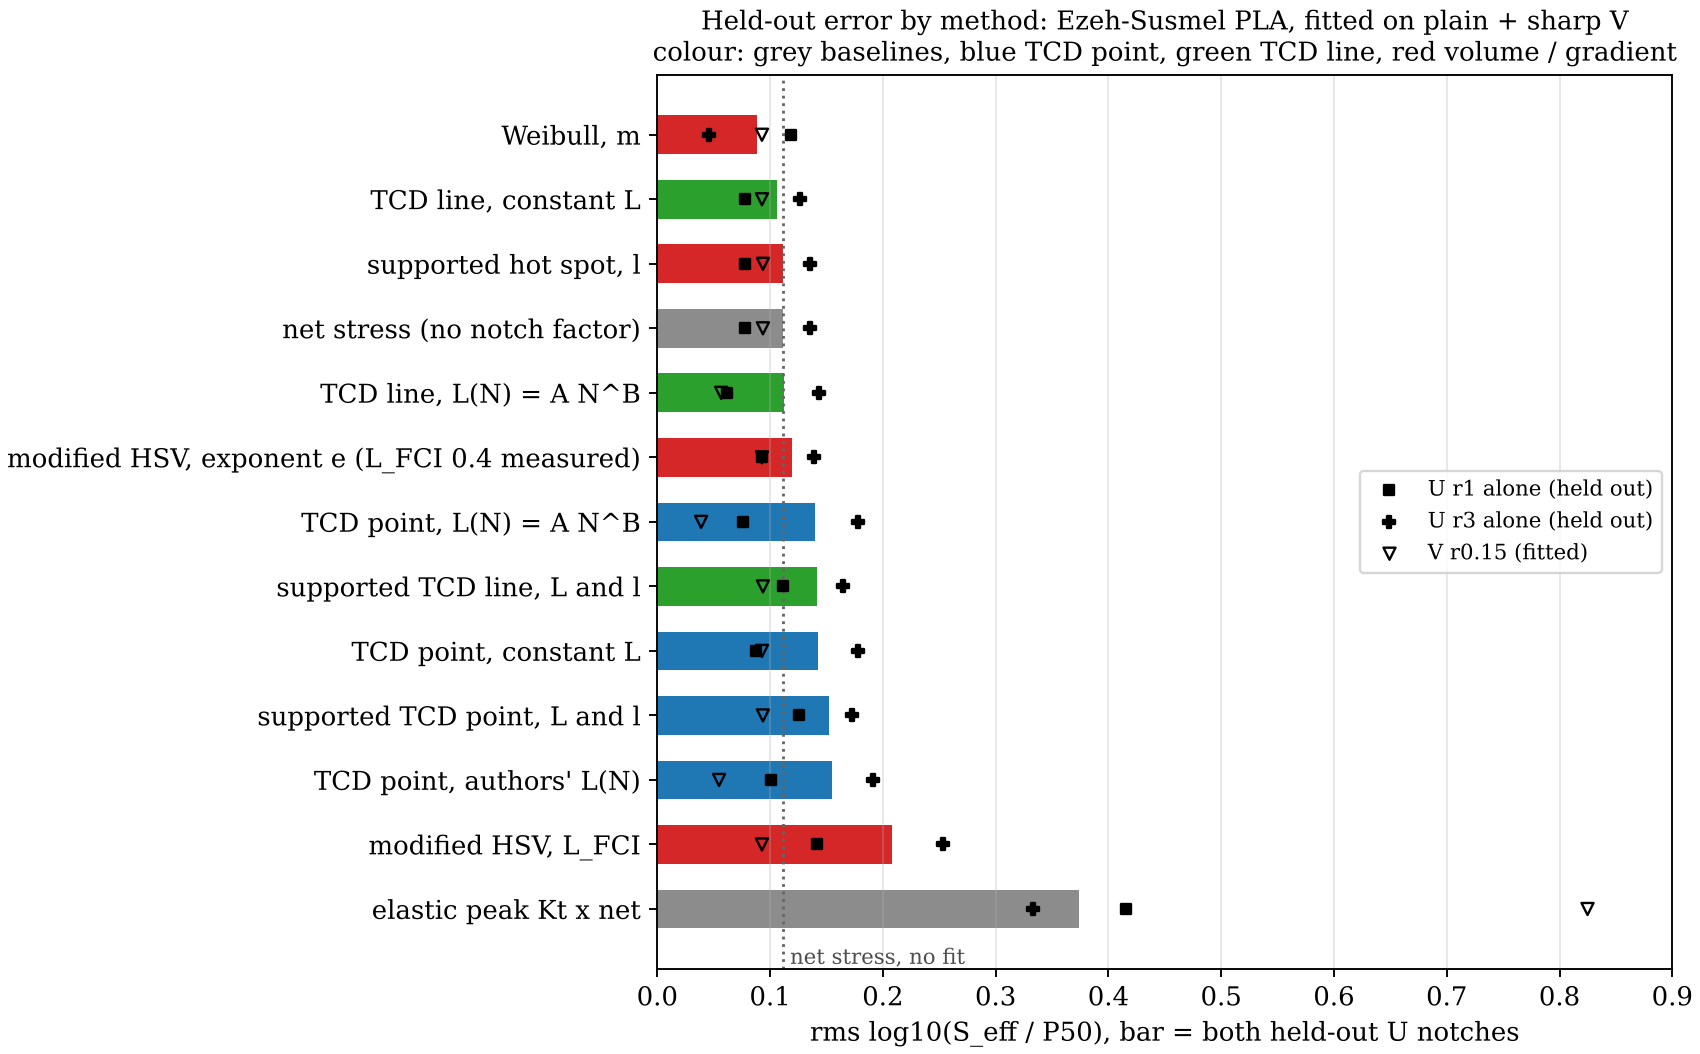 Held-out error by method: Ezeh-Susmel PLA, fitted on plain + sharp V
colour: grey baselines, blue TCD point, green TCD line, red volume / gradient
Weibull, m
TCD line, constant L
supported hot spot, l
net stress (no notch factor)
TCD line, L(N) = A N^B
modified HSV, exponent e (L_FCI 0.4 measured)
TCD point, L(N) = A N^B
supported TCD line, L and l
TCD point, constant L
supported TCD point, L and l
TCD point, authors' L(N)
modified HSV, L_FCI
elastic peak Kt x net
U r1 alone (held out)
U r3 alone (held out)
V r0.15 (fitted)
net stress, no fit
0.0 0.1 0.2 0.3 0.4 0.5 0.6 0.7 0.8 0.9
rms log10(S_eff / P50), bar = both held-out U notches